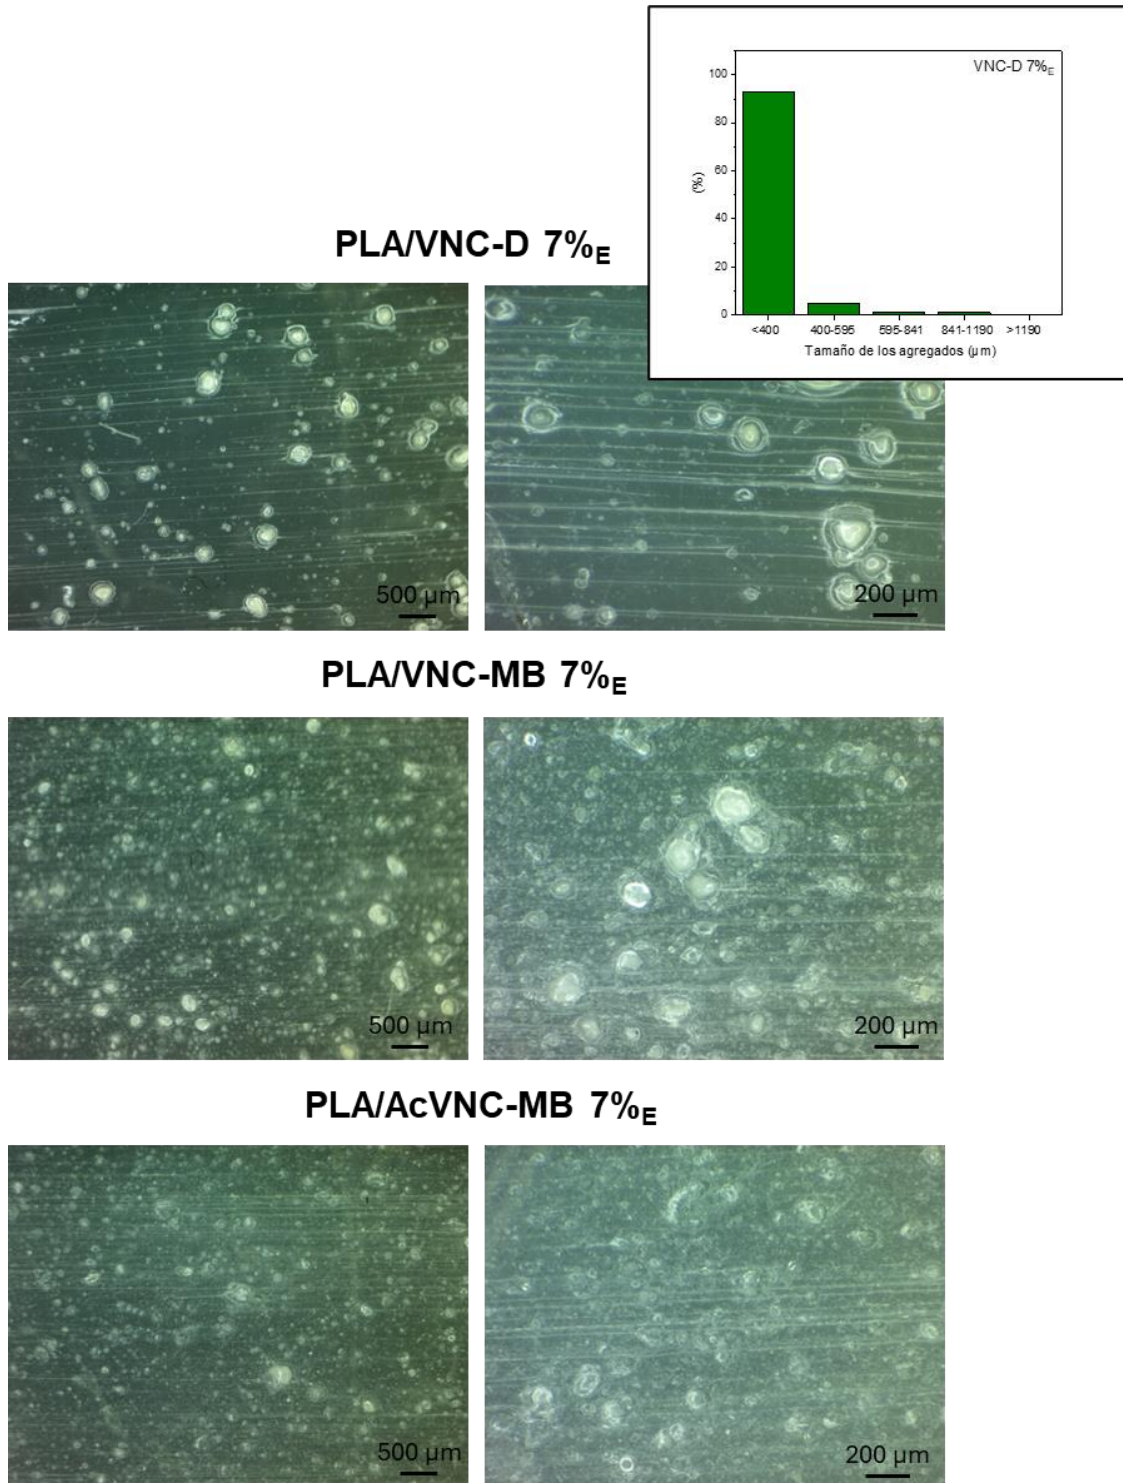 VNC-D 7%E
100
80
60
40
20
0
(%)
<400 400-595 595-841 841-1190 >1190
Tamaño de los agregados (µm)
PLA/VNC-D 7%E
500 µm
200 µm
PLA/VNC-MB 7%E
500 µm
200 µm
PLA/AcVNC-MB 7%E
500 µm
200 µm